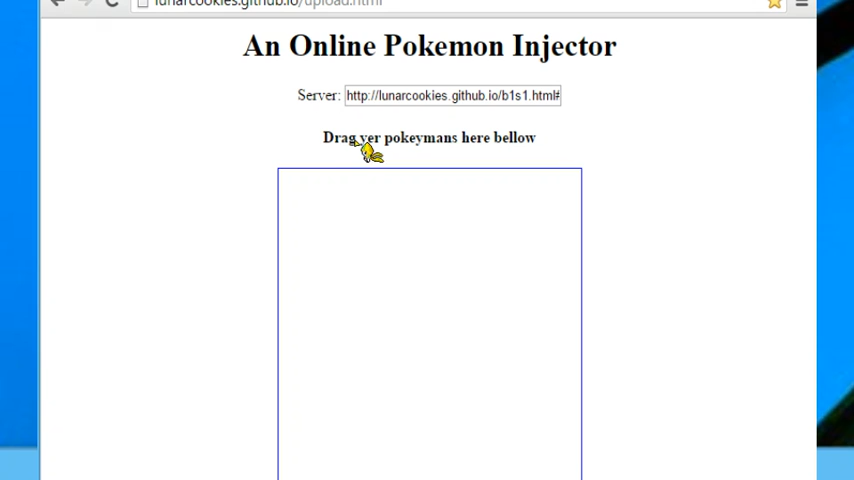 lunarcookies.github.io/upload.html
An Online Pokemon Injector
Server: http://lunarcookies.github.io/b1s1.html#
Drag yer pokeymans here bellow